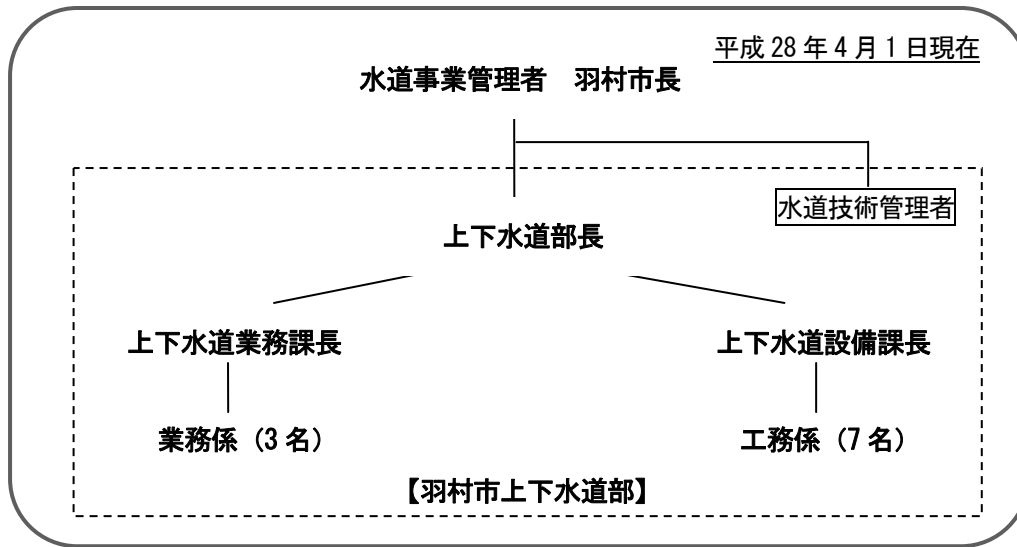 平成 28 年 4 月 1 日現在
水道事業管理者　羽村市長
水道技術管理者
上下水道部長
上下水道業務課長
上下水道設備課長
業務係（3 名）
工務係（7 名）
【羽村市上下水道部】